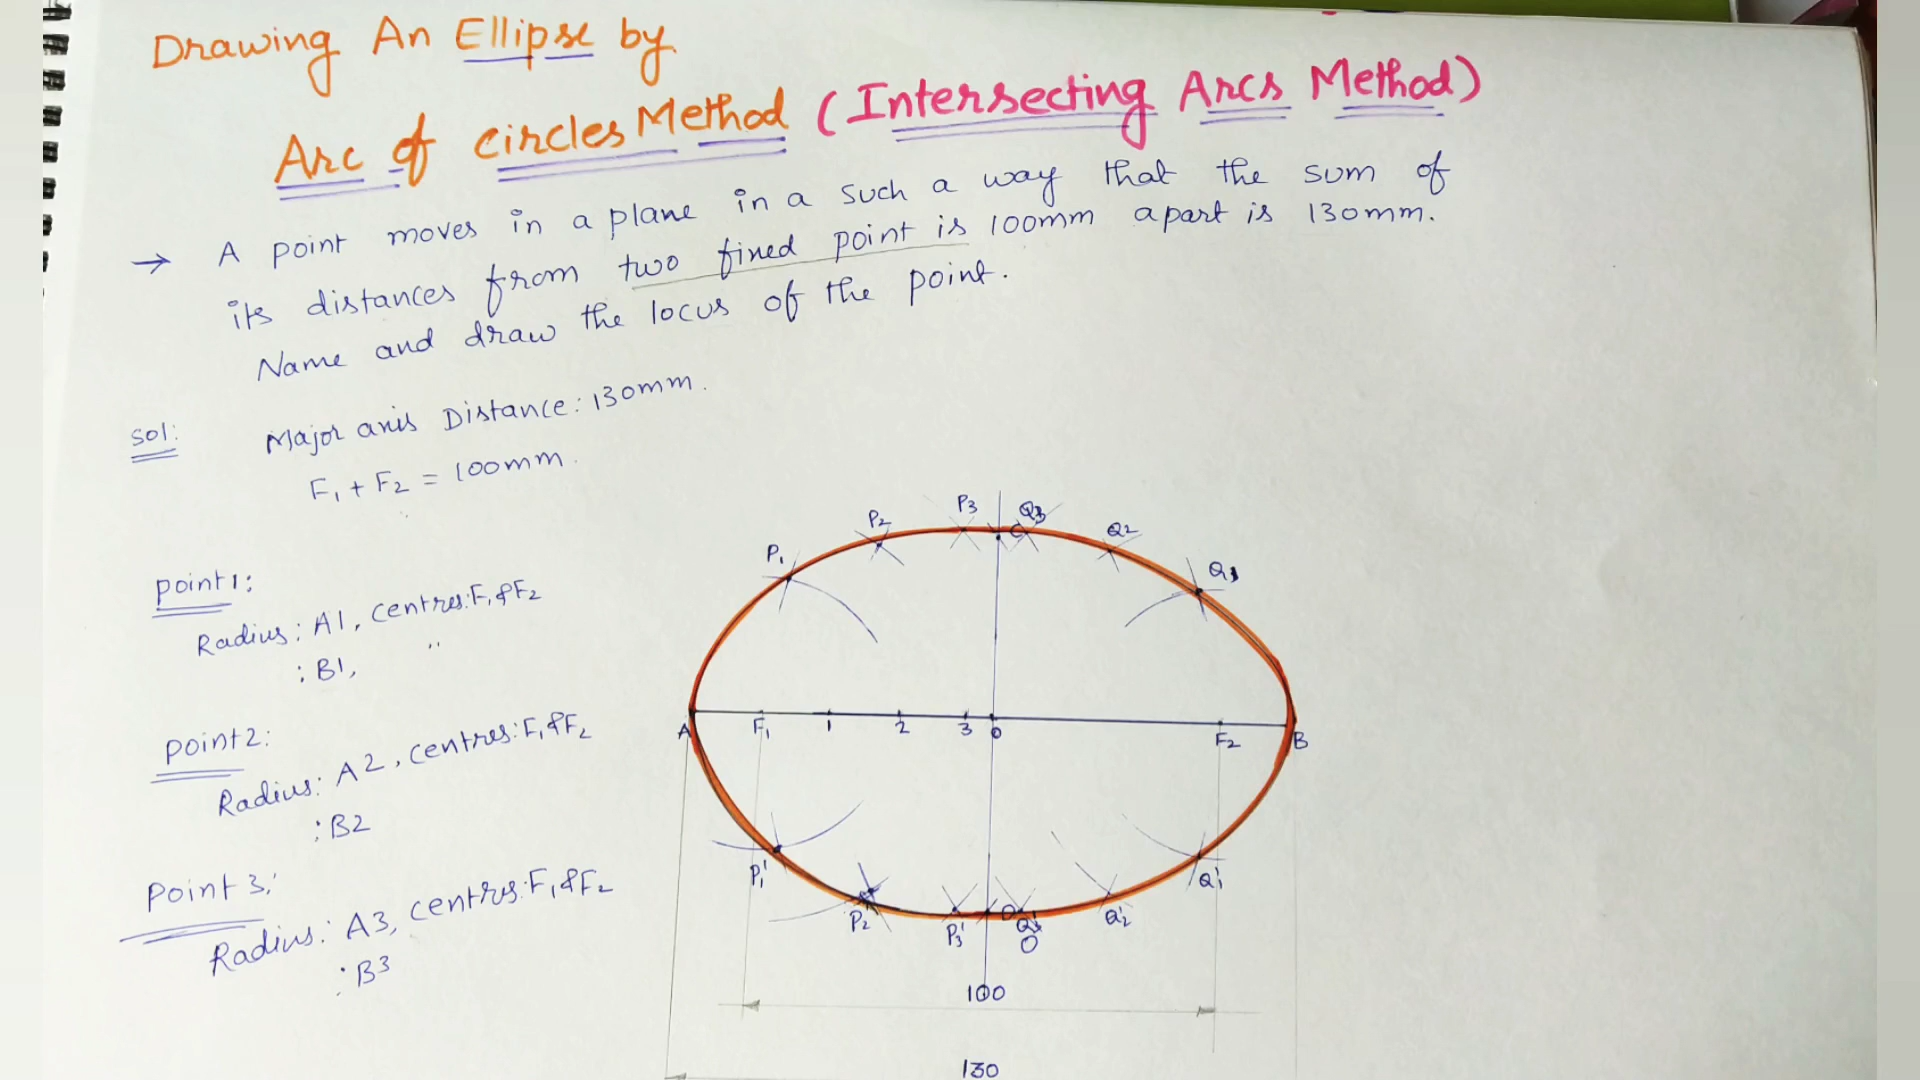 Drawing An Ellipse by
Arc of circles Method (Intersecting Arcs Method)
→ A point moves in a plane in a such a way that the sum of
its distances from two fixed point is 100mm apart is 130mm.
Name and draw the locus of the point.
Sol: Major axis Distance: 130mm.
F₁ + F₂ = 100mm.
point 1:
Radius: A1, centres: F₁ & F₂
: B1, "
point 2:
Radius: A2, centres: F₁ & F₂
: B2
Point 3:
Radius: A3, centres: F₁ & F₂
: B3
P₁ P₂ P₃ C Q₃ Q₂ Q₁
A F₁ 1 2 3 O F₂ B
P₁' P₂' P₃' Q₃' Q₂' Q₁'
100
130